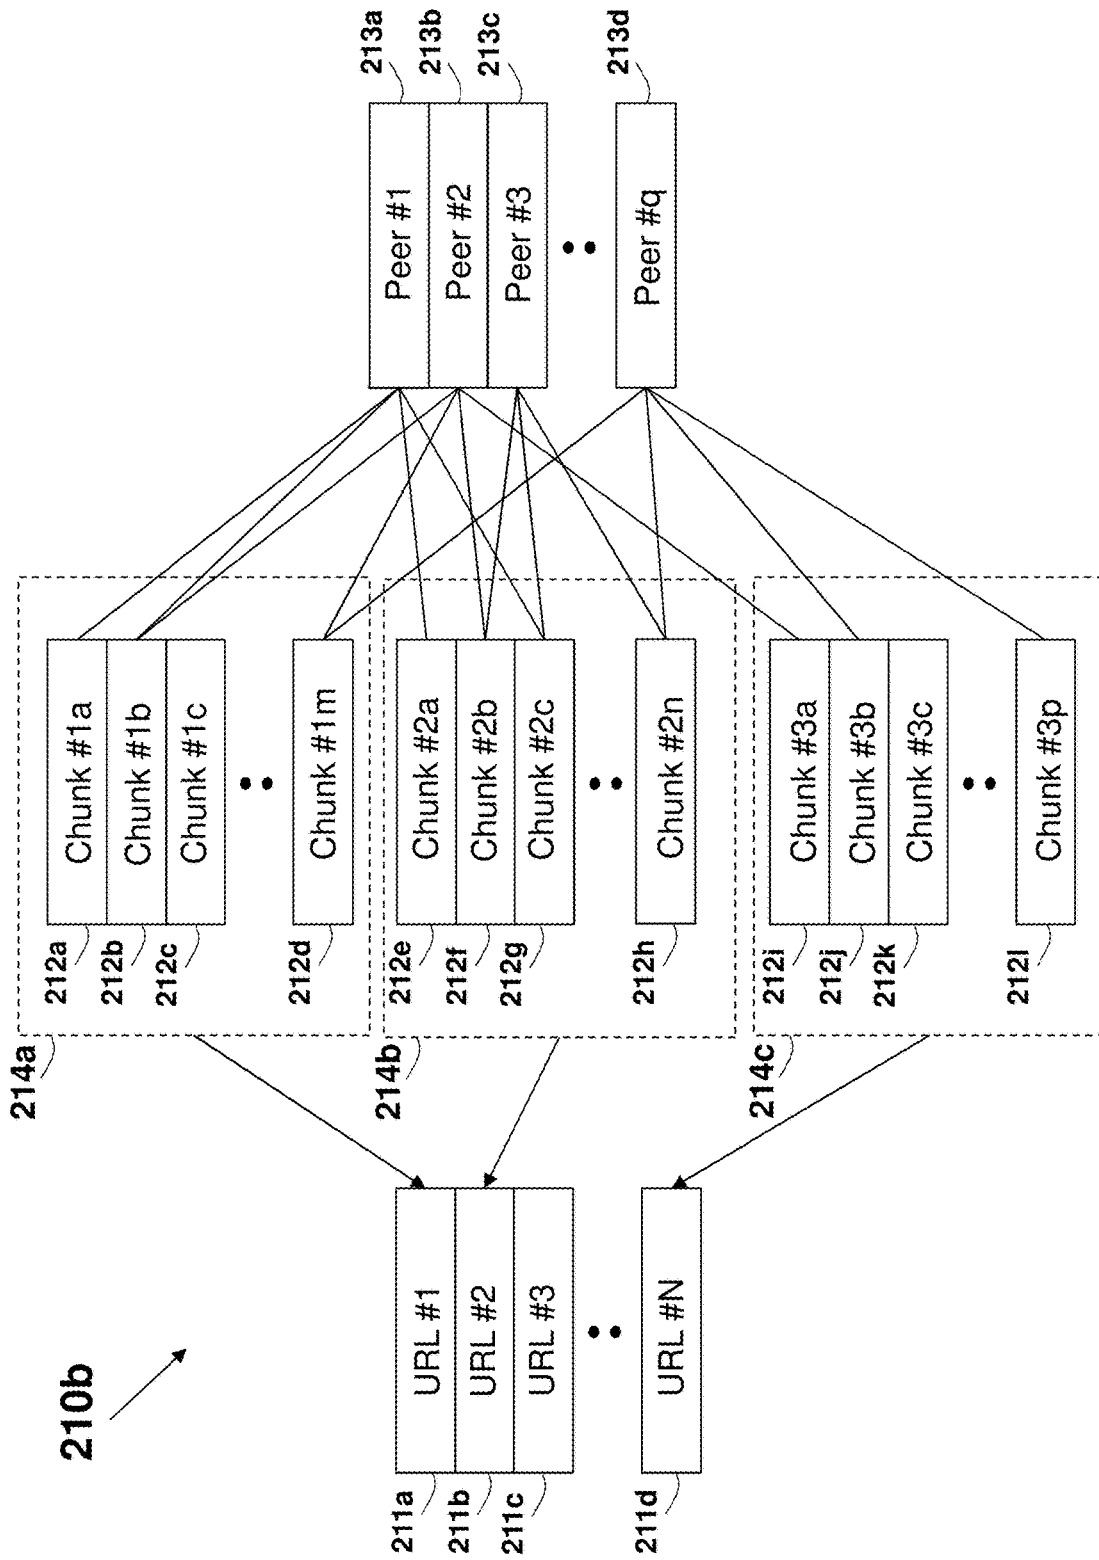 210b
211a
URL #1
211b
URL #2
211c
URL #3
211d
URL #N
214a
212a
Chunk #1a
212b
Chunk #1b
212c
Chunk #1c
212d
Chunk #1m
214b
212e
Chunk #2a
212f
Chunk #2b
212g
Chunk #2c
212h
Chunk #2n
214c
212i
Chunk #3a
212j
Chunk #3b
212k
Chunk #3c
212l
Chunk #3p
Peer #1
213a
Peer #2
213b
Peer #3
213c
Peer #q
213d